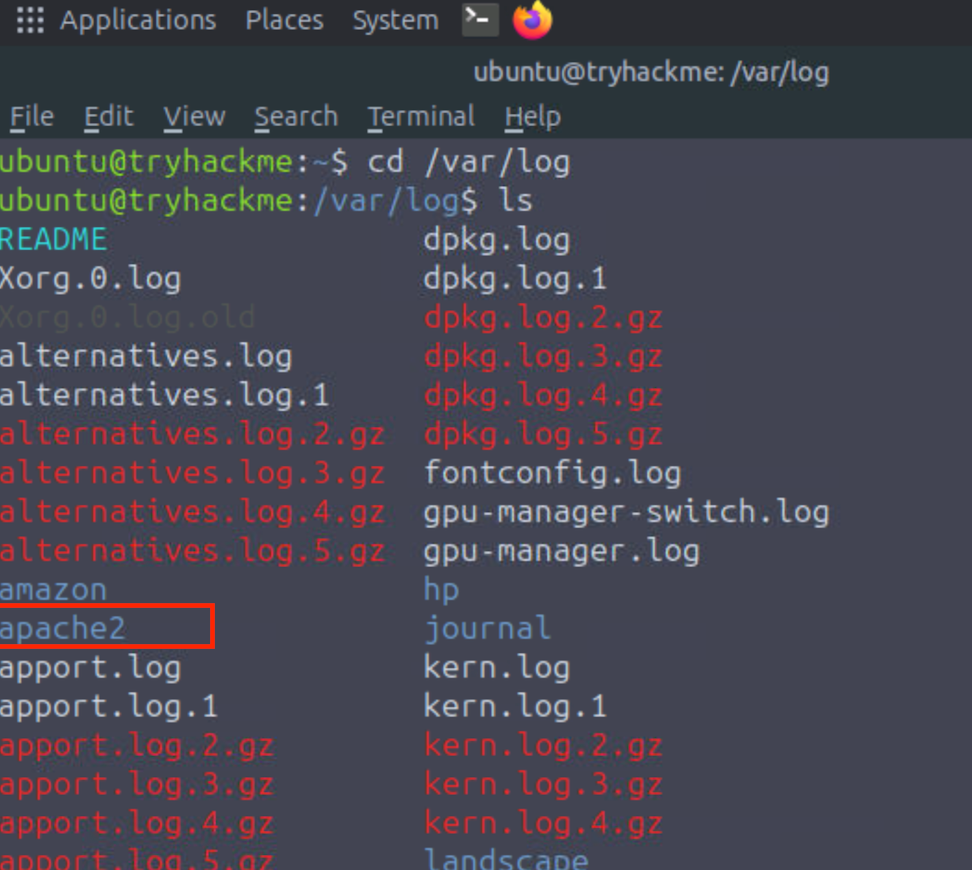 Applications Places System
ubuntu@tryhackme: /var/log
File Edit View Search Terminal Help
ubuntu@tryhackme:~$ cd /var/log
ubuntu@tryhackme:/var/log$ ls
README dpkg.log
Xorg.0.log dpkg.log.1
Xorg.0.log.old dpkg.log.2.gz
alternatives.log dpkg.log.3.gz
alternatives.log.1 dpkg.log.4.gz
alternatives.log.2.gz dpkg.log.5.gz
alternatives.log.3.gz fontconfig.log
alternatives.log.4.gz gpu-manager-switch.log
alternatives.log.5.gz gpu-manager.log
amazon hp
apache2 journal
apport.log kern.log
apport.log.1 kern.log.1
apport.log.2.gz kern.log.2.gz
apport.log.3.gz kern.log.3.gz
apport.log.4.gz kern.log.4.gz
apport.log.5.gz landscape